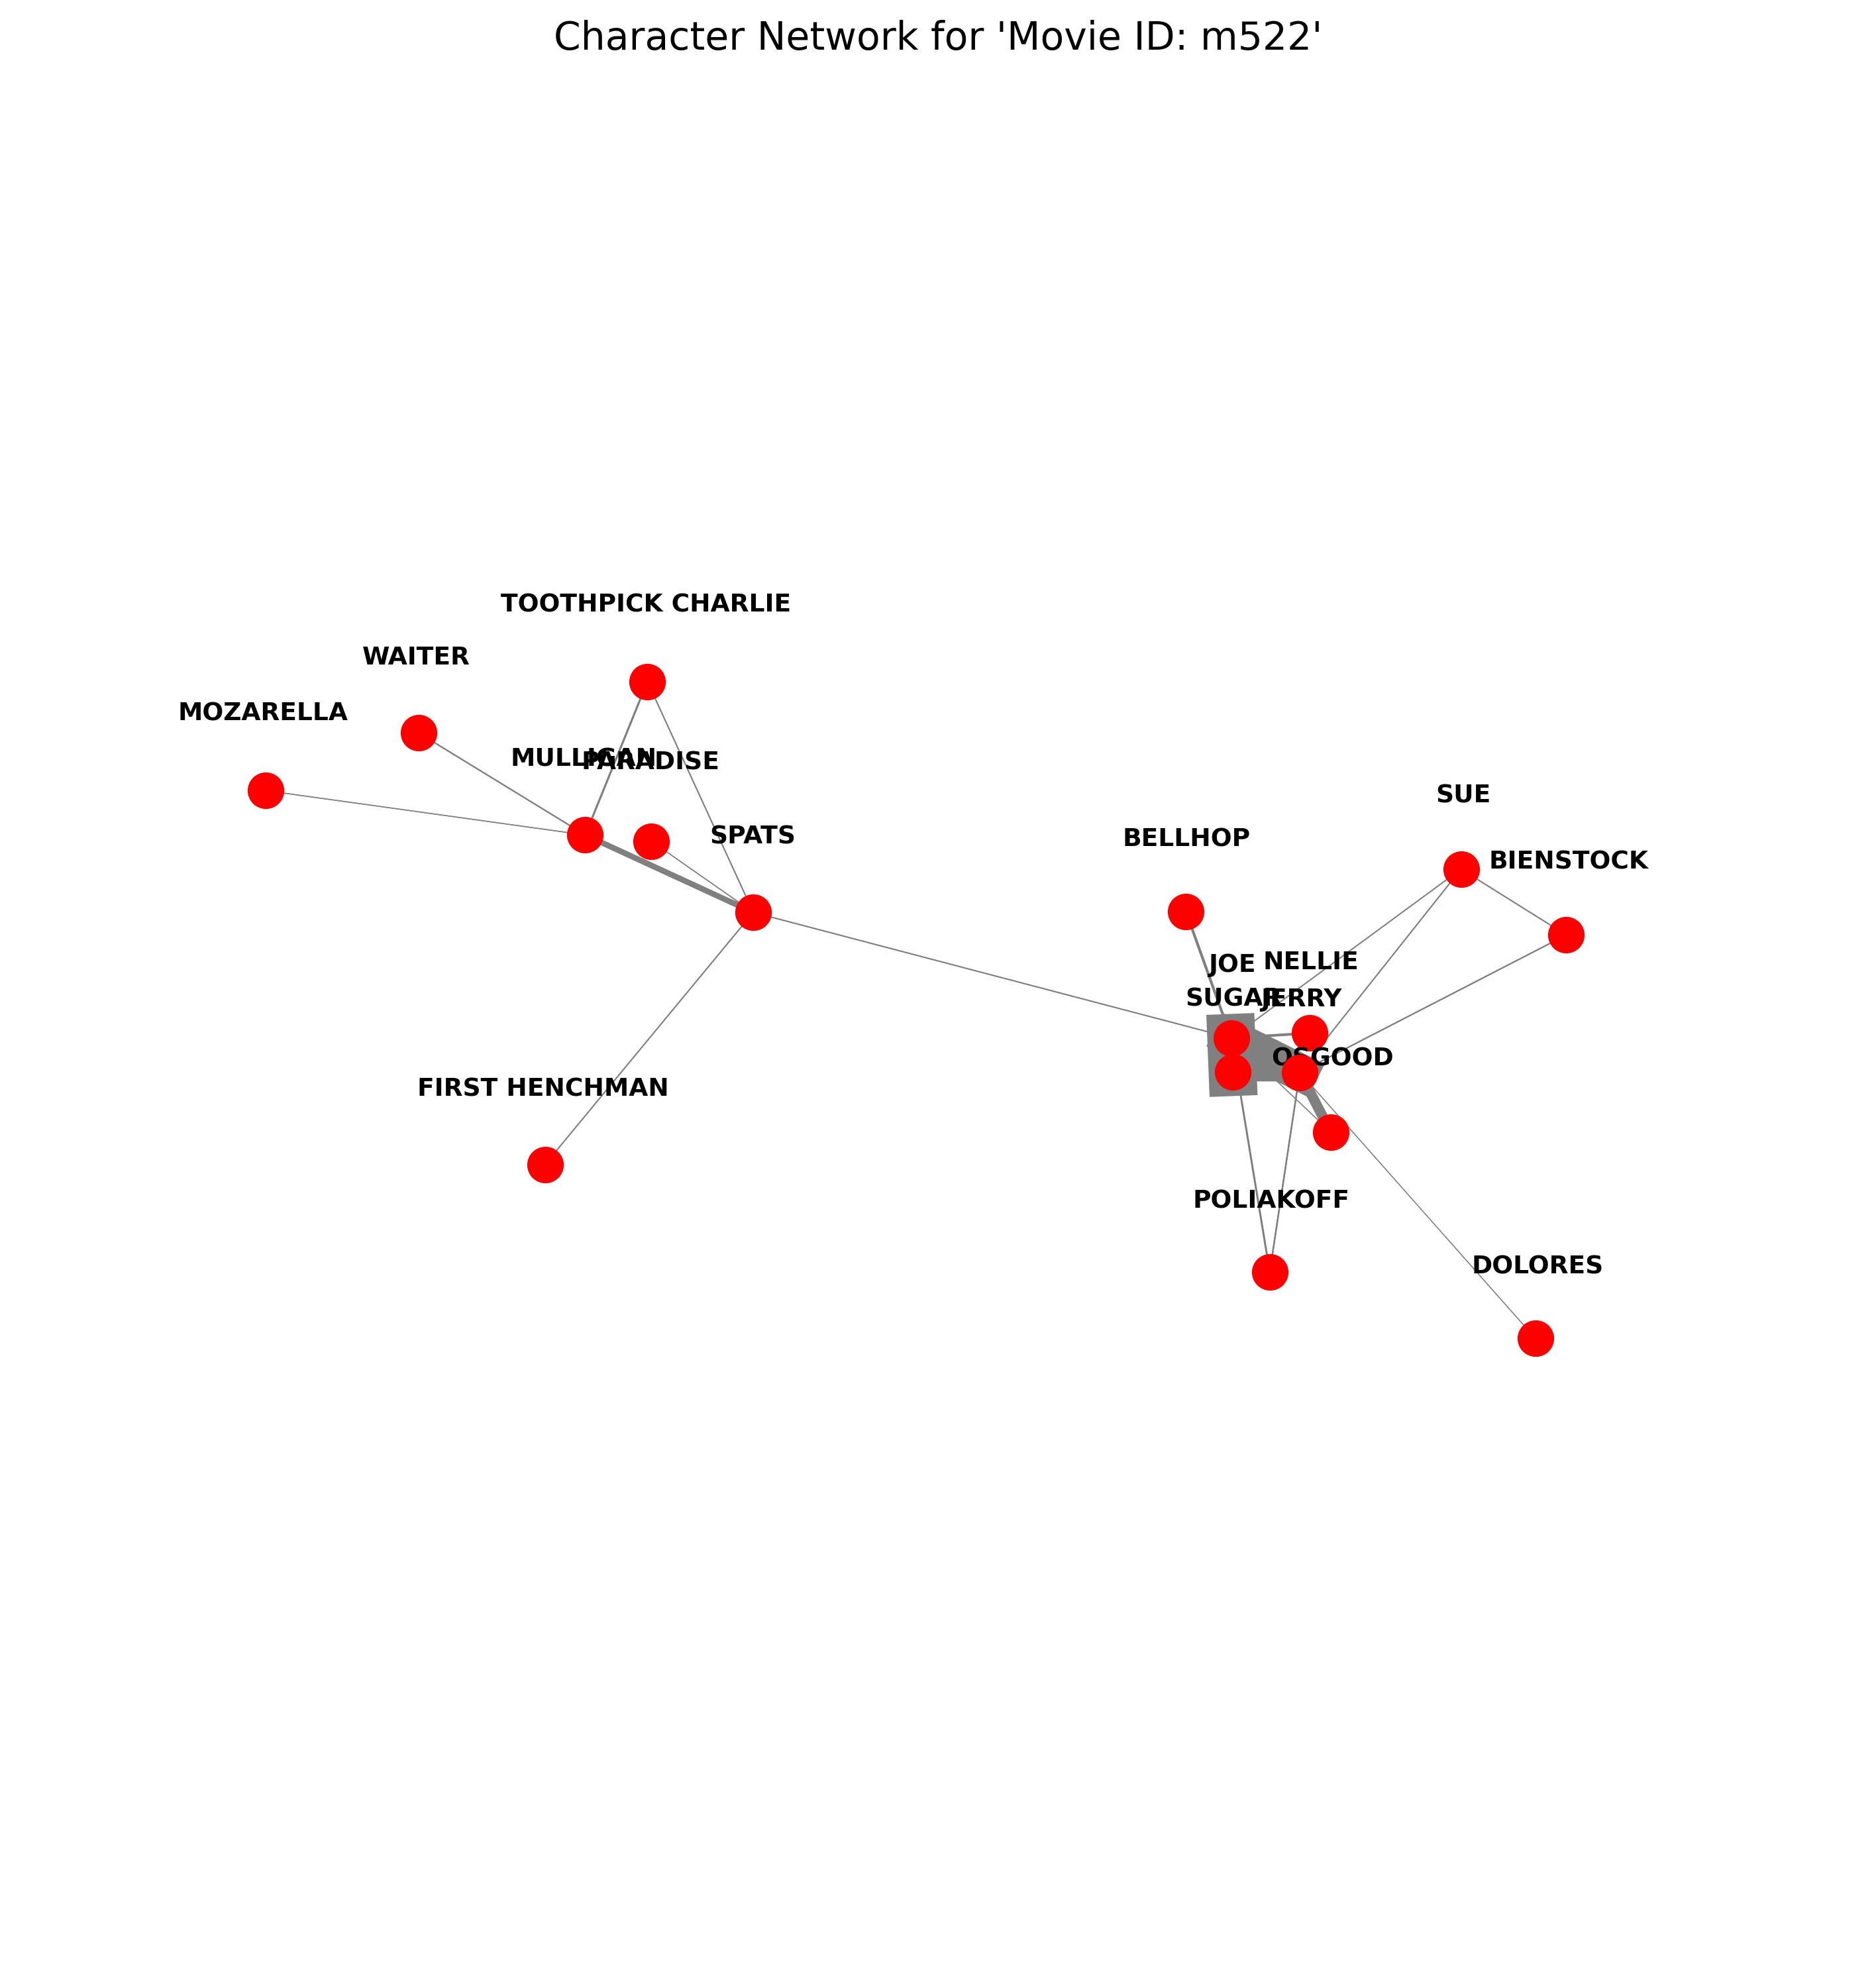 Character Network for 'Movie ID: m522'
TOOTHPICK CHARLIE
WAITER
MOZARELLA
MULLIGAN
PARADISE
SUE
SPATS
BELLHOP
BIENSTOCK
JOE
NELLIE
SUGAR
JERRY
OSGOOD
FIRST HENCHMAN
POLIAKOFF
DOLORES